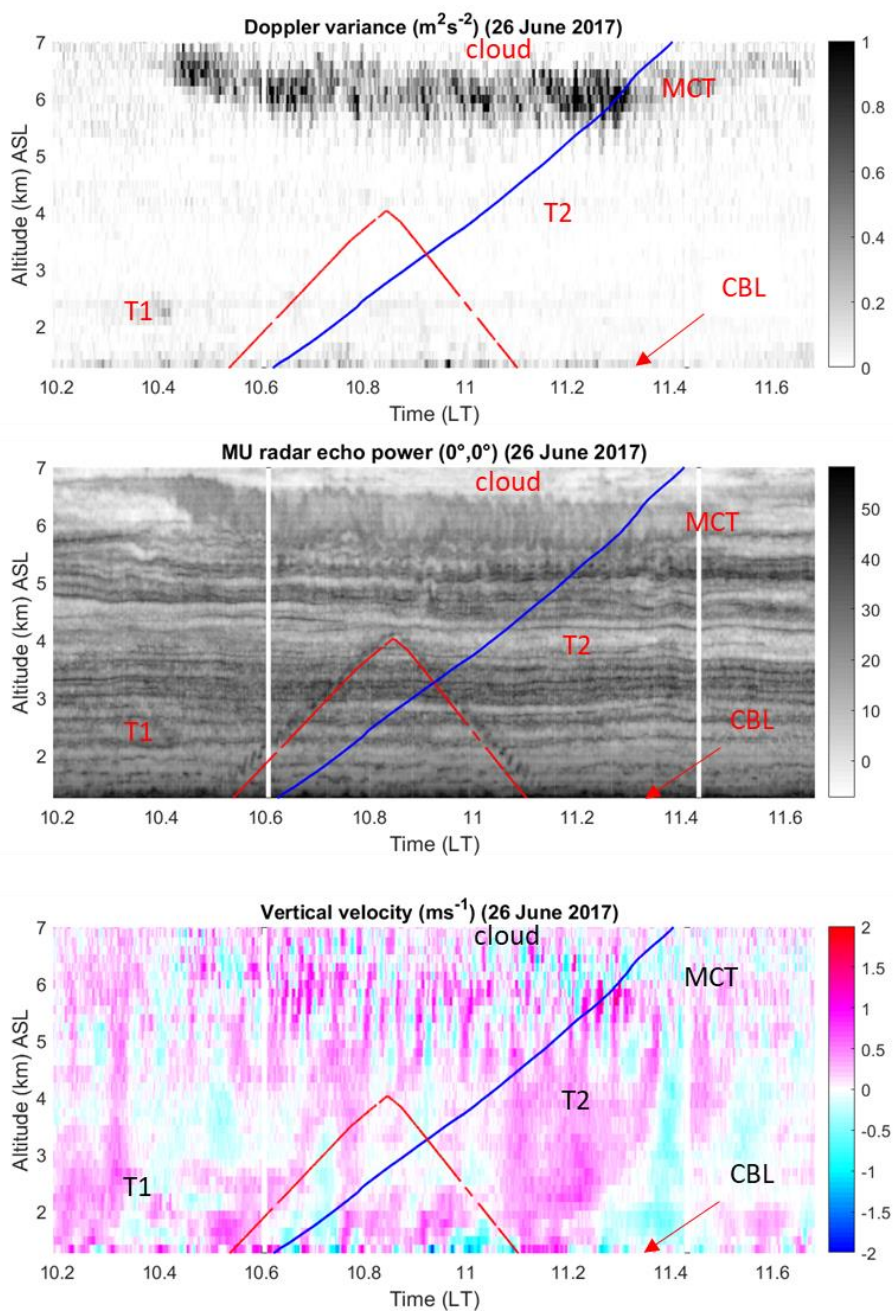 Doppler variance (m²s⁻²) (26 June 2017)
7
6
5
4
3
2
Altitude (km) ASL
cloud
MCT
T2
T1
CBL
10.2 10.4 10.6 10.8 11 11.2 11.4 11.6
Time (LT)
1
0.8
0.6
0.4
0.2
0
MU radar echo power (0°,0°) (26 June 2017)
7
6
5
4
3
2
Altitude (km) ASL
cloud
MCT
T2
T1
CBL
10.2 10.4 10.6 10.8 11 11.2 11.4 11.6
Time (LT)
50
40
30
20
10
0
Vertical velocity (ms⁻¹) (26 June 2017)
7
6
5
4
3
2
Altitude (km) ASL
cloud
MCT
T2
T1
CBL
10.2 10.4 10.6 10.8 11 11.2 11.4 11.6
Time (LT)
2
1.5
1
0.5
0
-0.5
-1
-1.5
-2